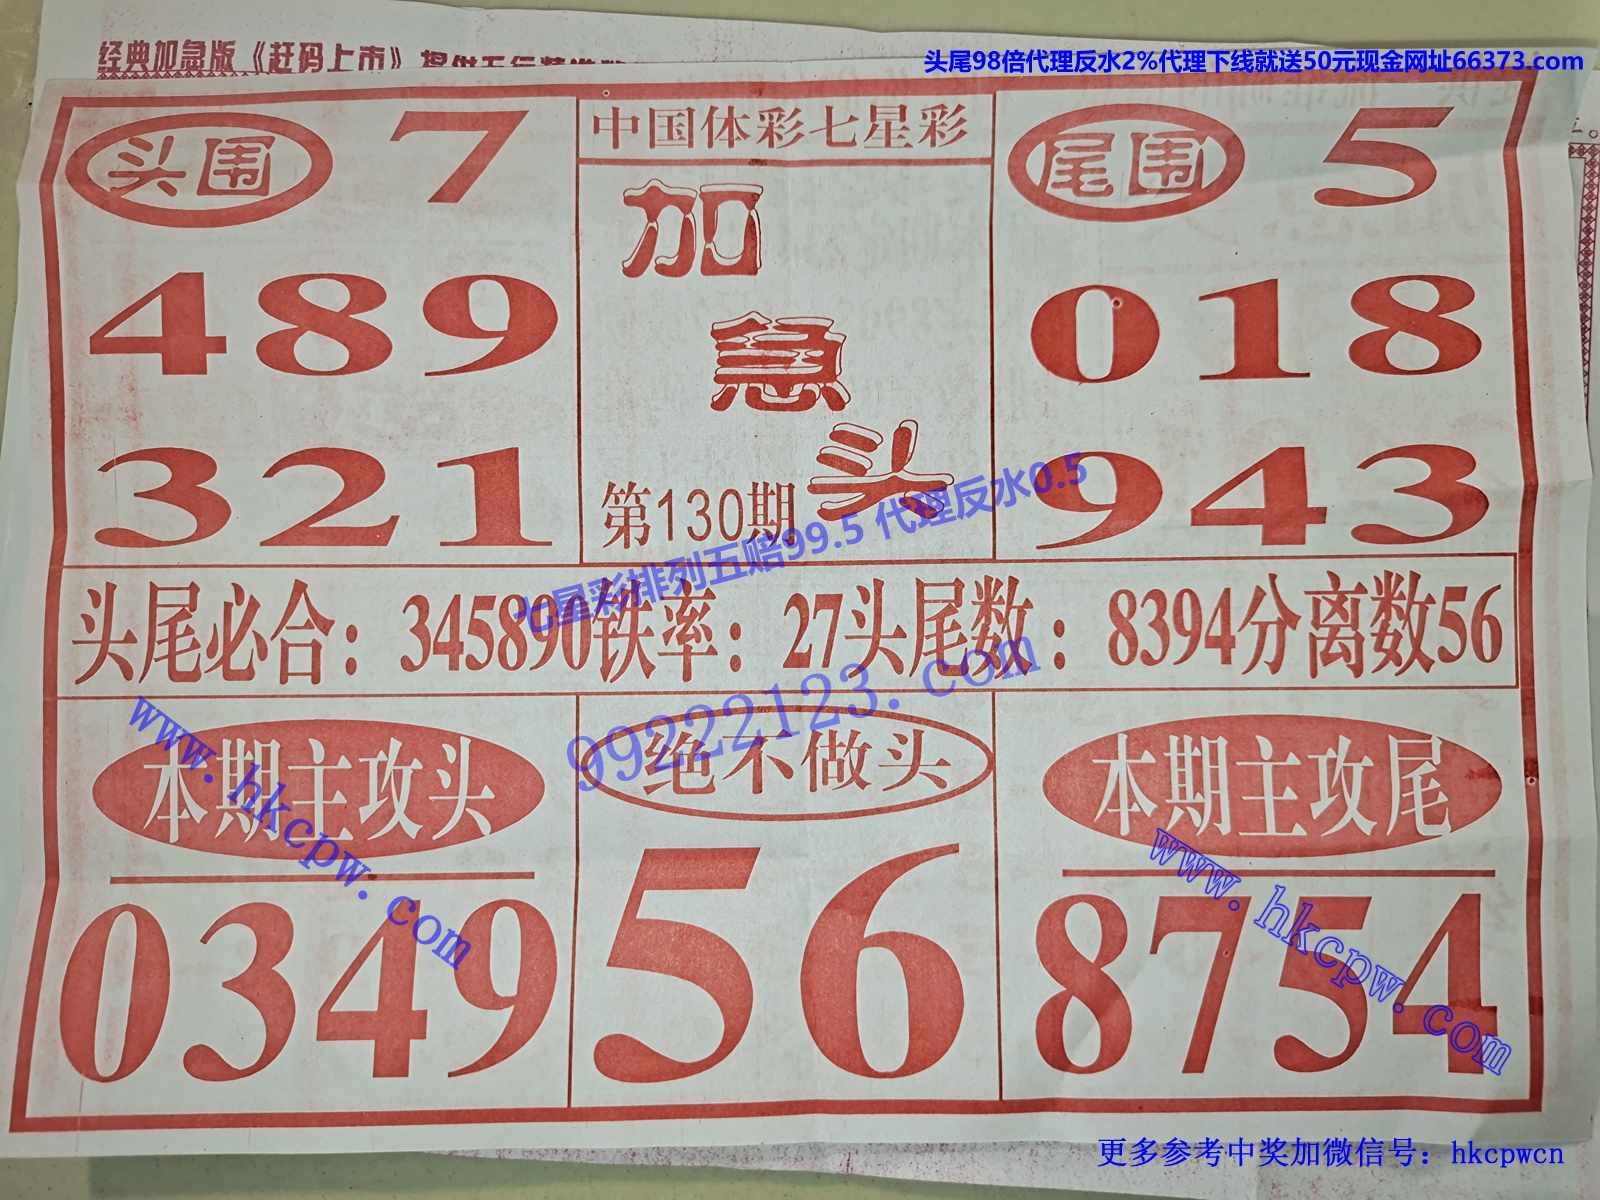 经典加急版《赶码上市》
头尾98倍代理反水2%代理下线就送50元现金网址66373.com
头围 7
489
321
中国体彩七星彩
加急头
第130期
尾围 5
018
943
七星彩排列五赔99.5 代理反水0.5
头尾必合：345890铁率：27头尾数：8394分离数56
99222123.com
www.hkcpw.com
本期主攻头
0349
绝不做头
56
本期主攻尾
8754
www.hkcpw.com
更多参考中奖加微信号：hkcpwcn